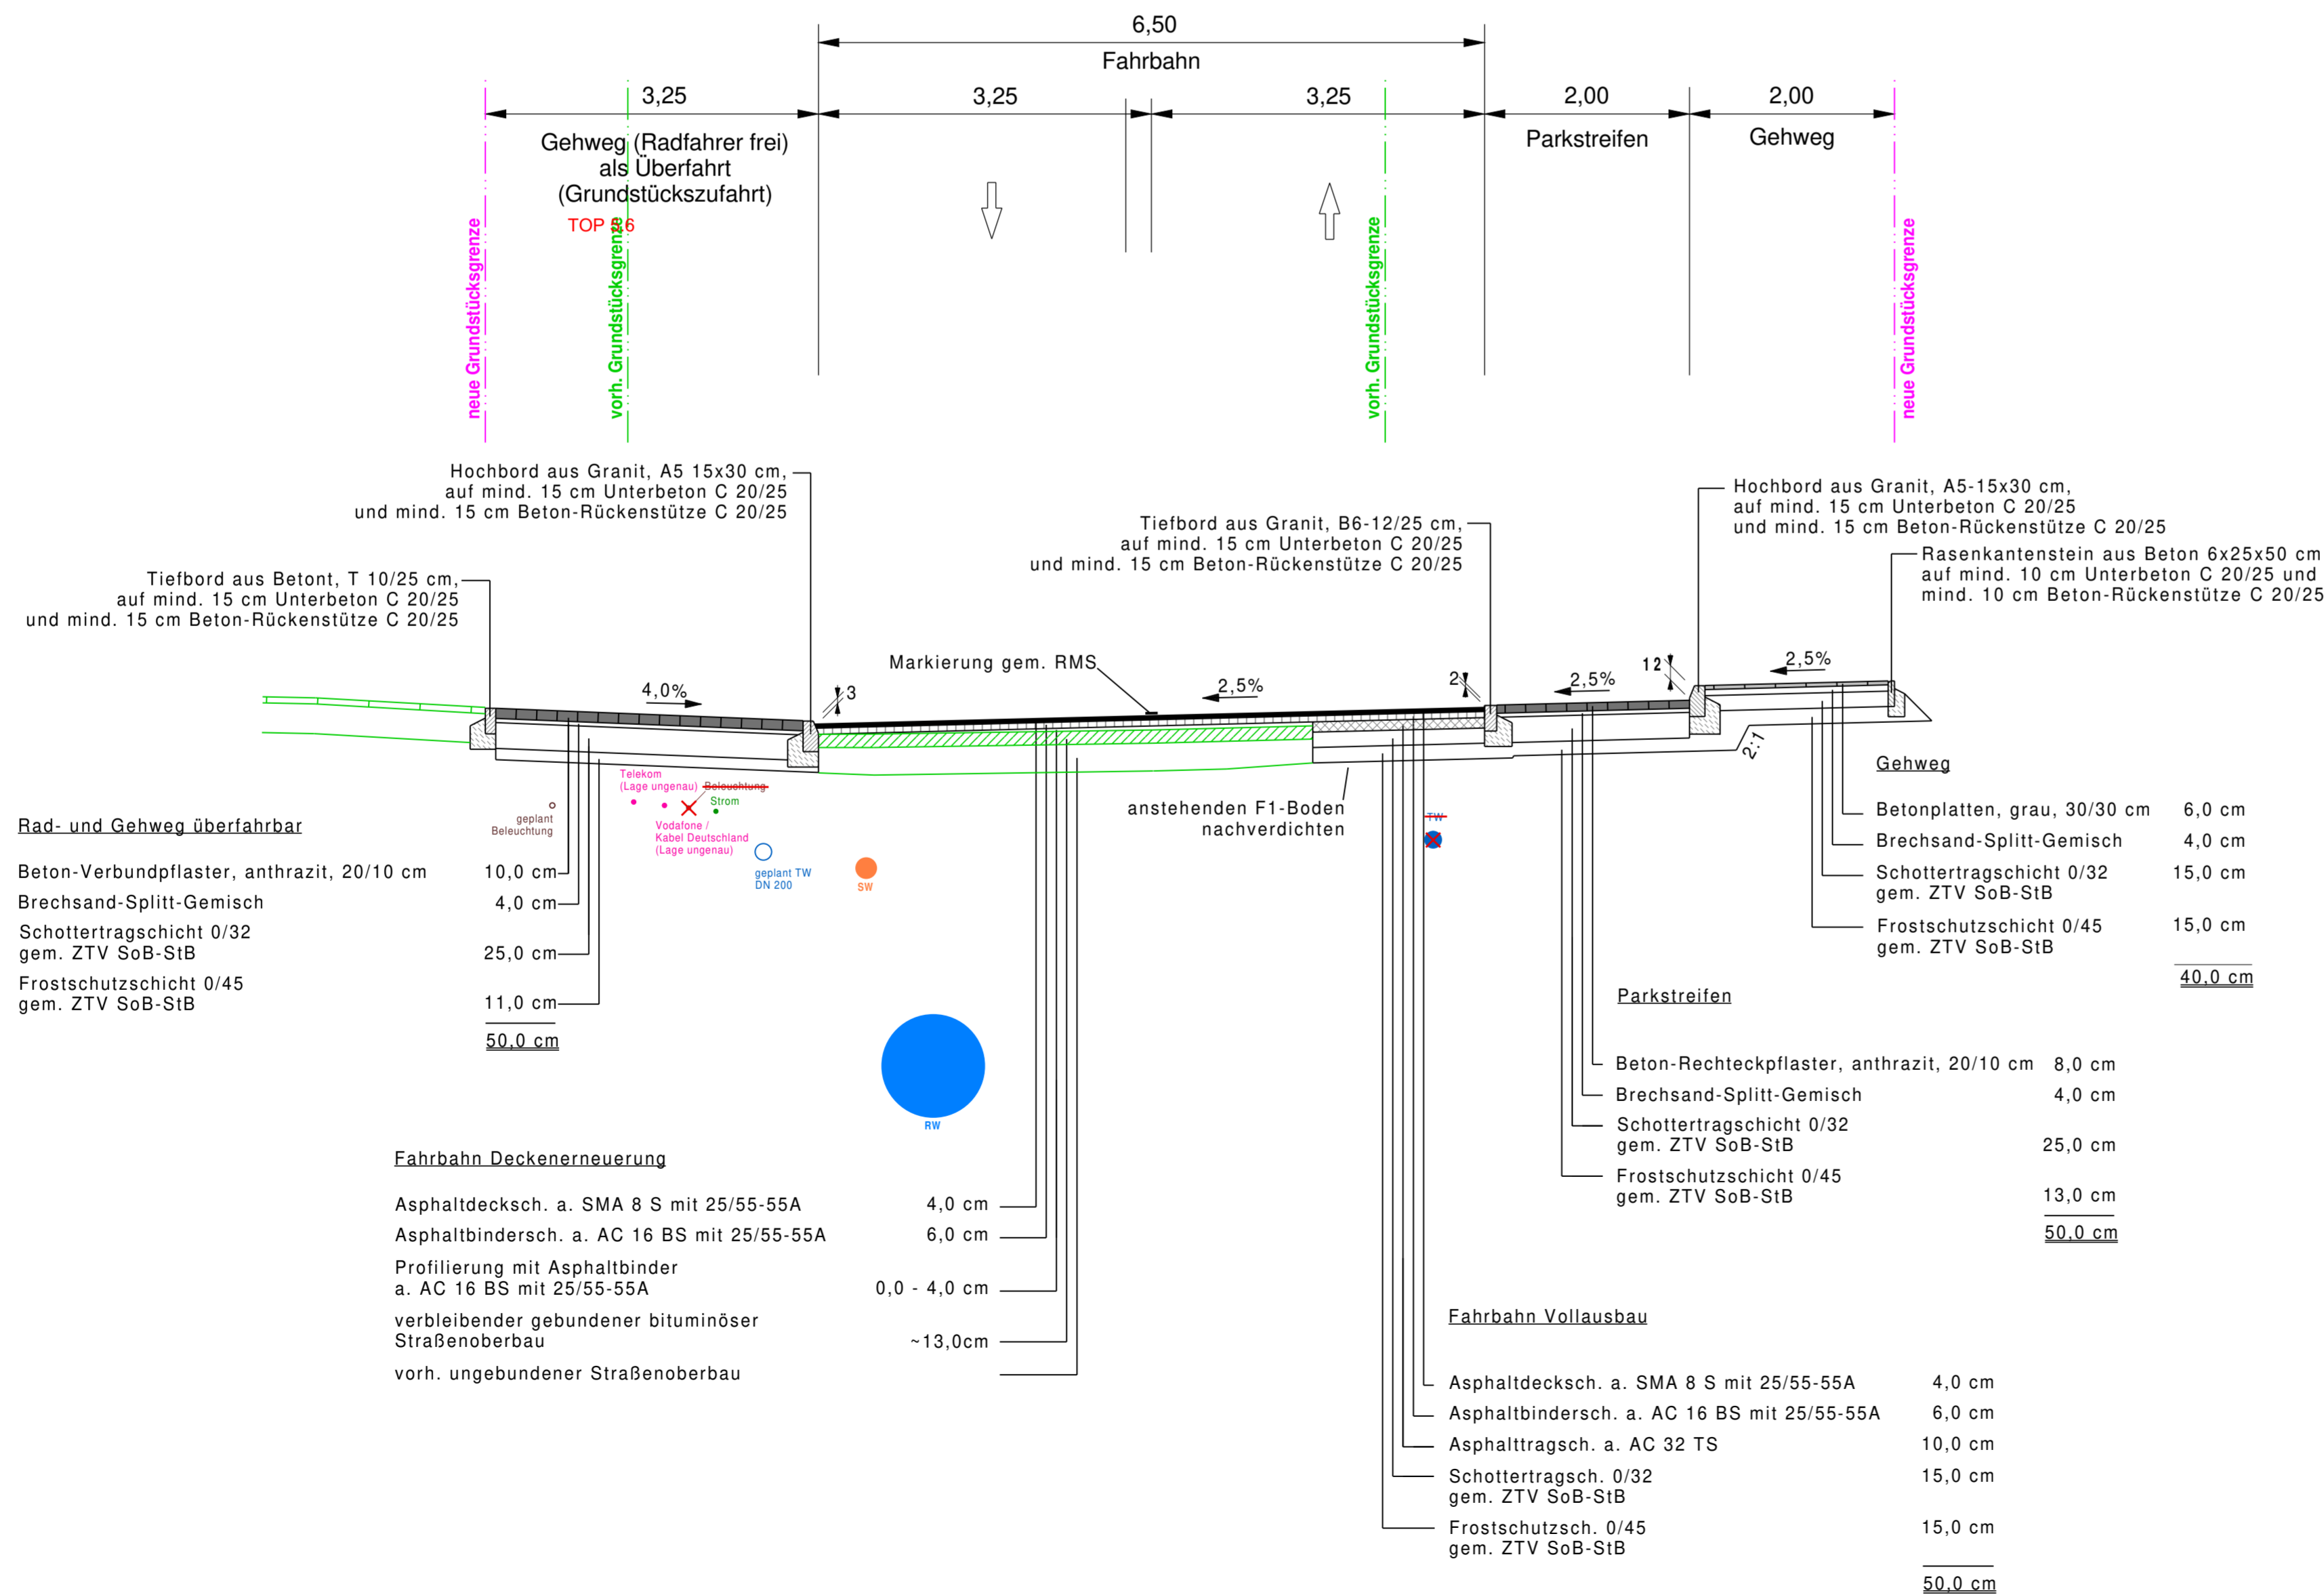 6,50
Fahrbahn
3,25
3,25
3,25
2,00
2,00
Gehweg (Radfahrer frei)
als Überfahrt
(Grundstückszufahrt)
Parkstreifen
Gehweg
TOP
neue Grundstücksgrenze
vorh. Grundstücksgrenze
vorh. Grundstücksgrenze
neue Grundstücksgrenze
Hochbord aus Granit, A5 15x30 cm,
auf mind. 15 cm Unterbeton C 20/25
und mind. 15 cm Beton-Rückenstütze C 20/25
Hochbord aus Granit, A5-15x30 cm,
auf mind. 15 cm Unterbeton C 20/25
und mind. 15 cm Beton-Rückenstütze C 20/25
Tiefbord aus Granit, B6-12/25 cm,
auf mind. 15 cm Unterbeton C 20/25
und mind. 15 cm Beton-Rückenstütze C 20/25
Rasenkantenstein aus Beton 6x25x50 cm
auf mind. 10 cm Unterbeton C 20/25 und
mind. 10 cm Beton-Rückenstütze C 20/25
Tiefbord aus Betont, T 10/25 cm,
auf mind. 15 cm Unterbeton C 20/25
und mind. 15 cm Beton-Rückenstütze C 20/25
Markierung gem. RMS
4,0%
3
2,5%
2
2,5%
12
2,5%
2:1
Telekom
(Lage ungenau)
Beleuchtung
Strom
geplant
Beleuchtung
Vodafone /
Kabel Deutschland
(Lage ungenau)
geplant TW
DN 200
SW
RW
TW
anstehenden F1-Boden
nachverdichten
Rad- und Gehweg überfahrbar
Beton-Verbundpflaster, anthrazit, 20/10 cm 10,0 cm
Brechsand-Splitt-Gemisch 4,0 cm
Schottertragschicht 0/32
gem. ZTV SoB-StB 25,0 cm
Frostschutzschicht 0/45
gem. ZTV SoB-StB 11,0 cm
50,0 cm
Gehweg
Betonplatten, grau, 30/30 cm 6,0 cm
Brechsand-Splitt-Gemisch 4,0 cm
Schottertragschicht 0/32 15,0 cm
gem. ZTV SoB-StB
Frostschutzschicht 0/45 15,0 cm
gem. ZTV SoB-StB
40,0 cm
Parkstreifen
Beton-Rechteckpflaster, anthrazit, 20/10 cm 8,0 cm
Brechsand-Splitt-Gemisch 4,0 cm
Schottertragschicht 0/32
gem. ZTV SoB-StB 25,0 cm
Frostschutzschicht 0/45
gem. ZTV SoB-StB 13,0 cm
50,0 cm
Fahrbahn Deckenerneuerung
Asphaltdecksch. a. SMA 8 S mit 25/55-55A 4,0 cm
Asphaltbindersch. a. AC 16 BS mit 25/55-55A 6,0 cm
Profilierung mit Asphaltbinder
a. AC 16 BS mit 25/55-55A 0,0 - 4,0 cm
verbleibender gebundener bituminöser
Straßenoberbau ~13,0cm
vorh. ungebundener Straßenoberbau
Fahrbahn Vollausbau
Asphaltdecksch. a. SMA 8 S mit 25/55-55A 4,0 cm
Asphaltbindersch. a. AC 16 BS mit 25/55-55A 6,0 cm
Asphalttragsch. a. AC 32 TS 10,0 cm
Schottertragsch. 0/32 15,0 cm
gem. ZTV SoB-StB
Frostschutzsch. 0/45 15,0 cm
gem. ZTV SoB-StB
50,0 cm